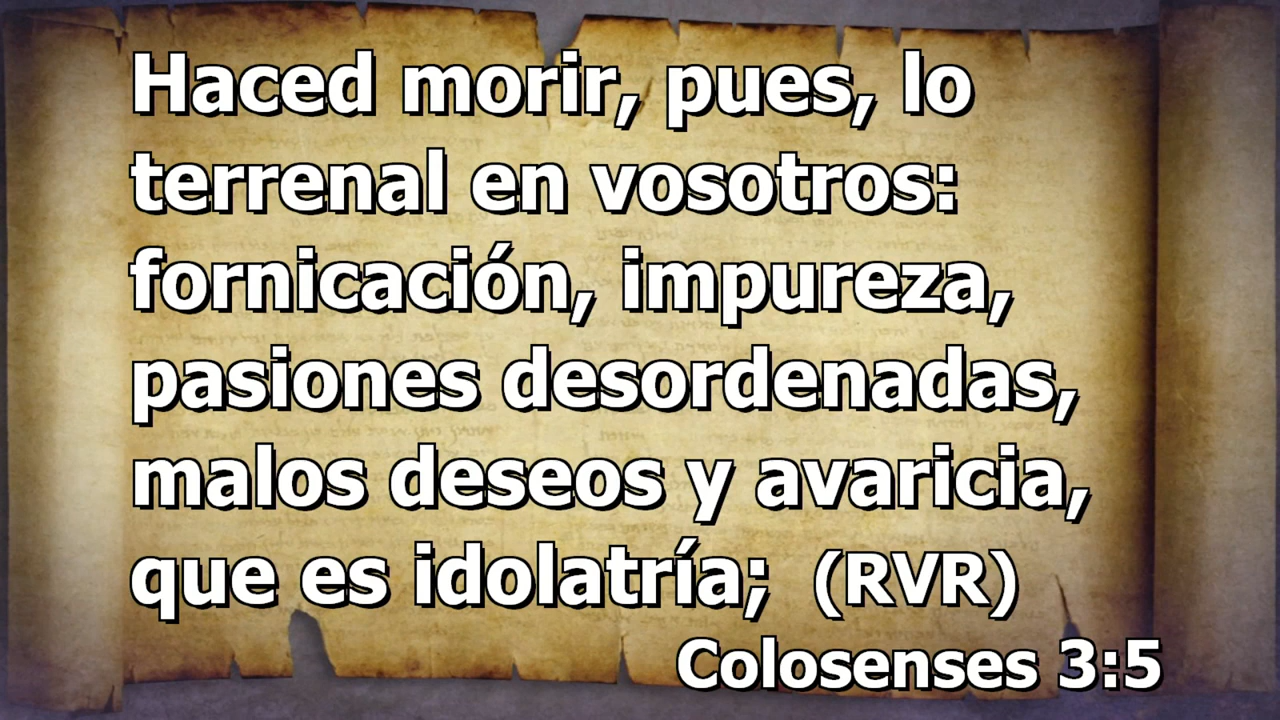 Haced morir, pues, lo
terrenal en vosotros:
fornicación, impureza,
pasiones desordenadas,
malos deseos y avaricia,
que es idolatría; (RVR)
Colosenses 3:5